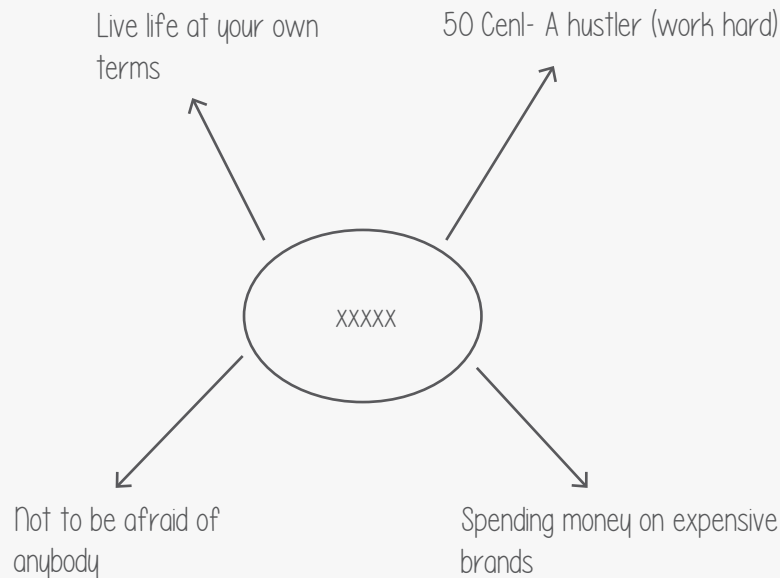 Live life at your own
terms
50 Cenl- A hustler (work hard)
XXXXX
Not to be afraid of
anybody
Spending money on expensive
brands